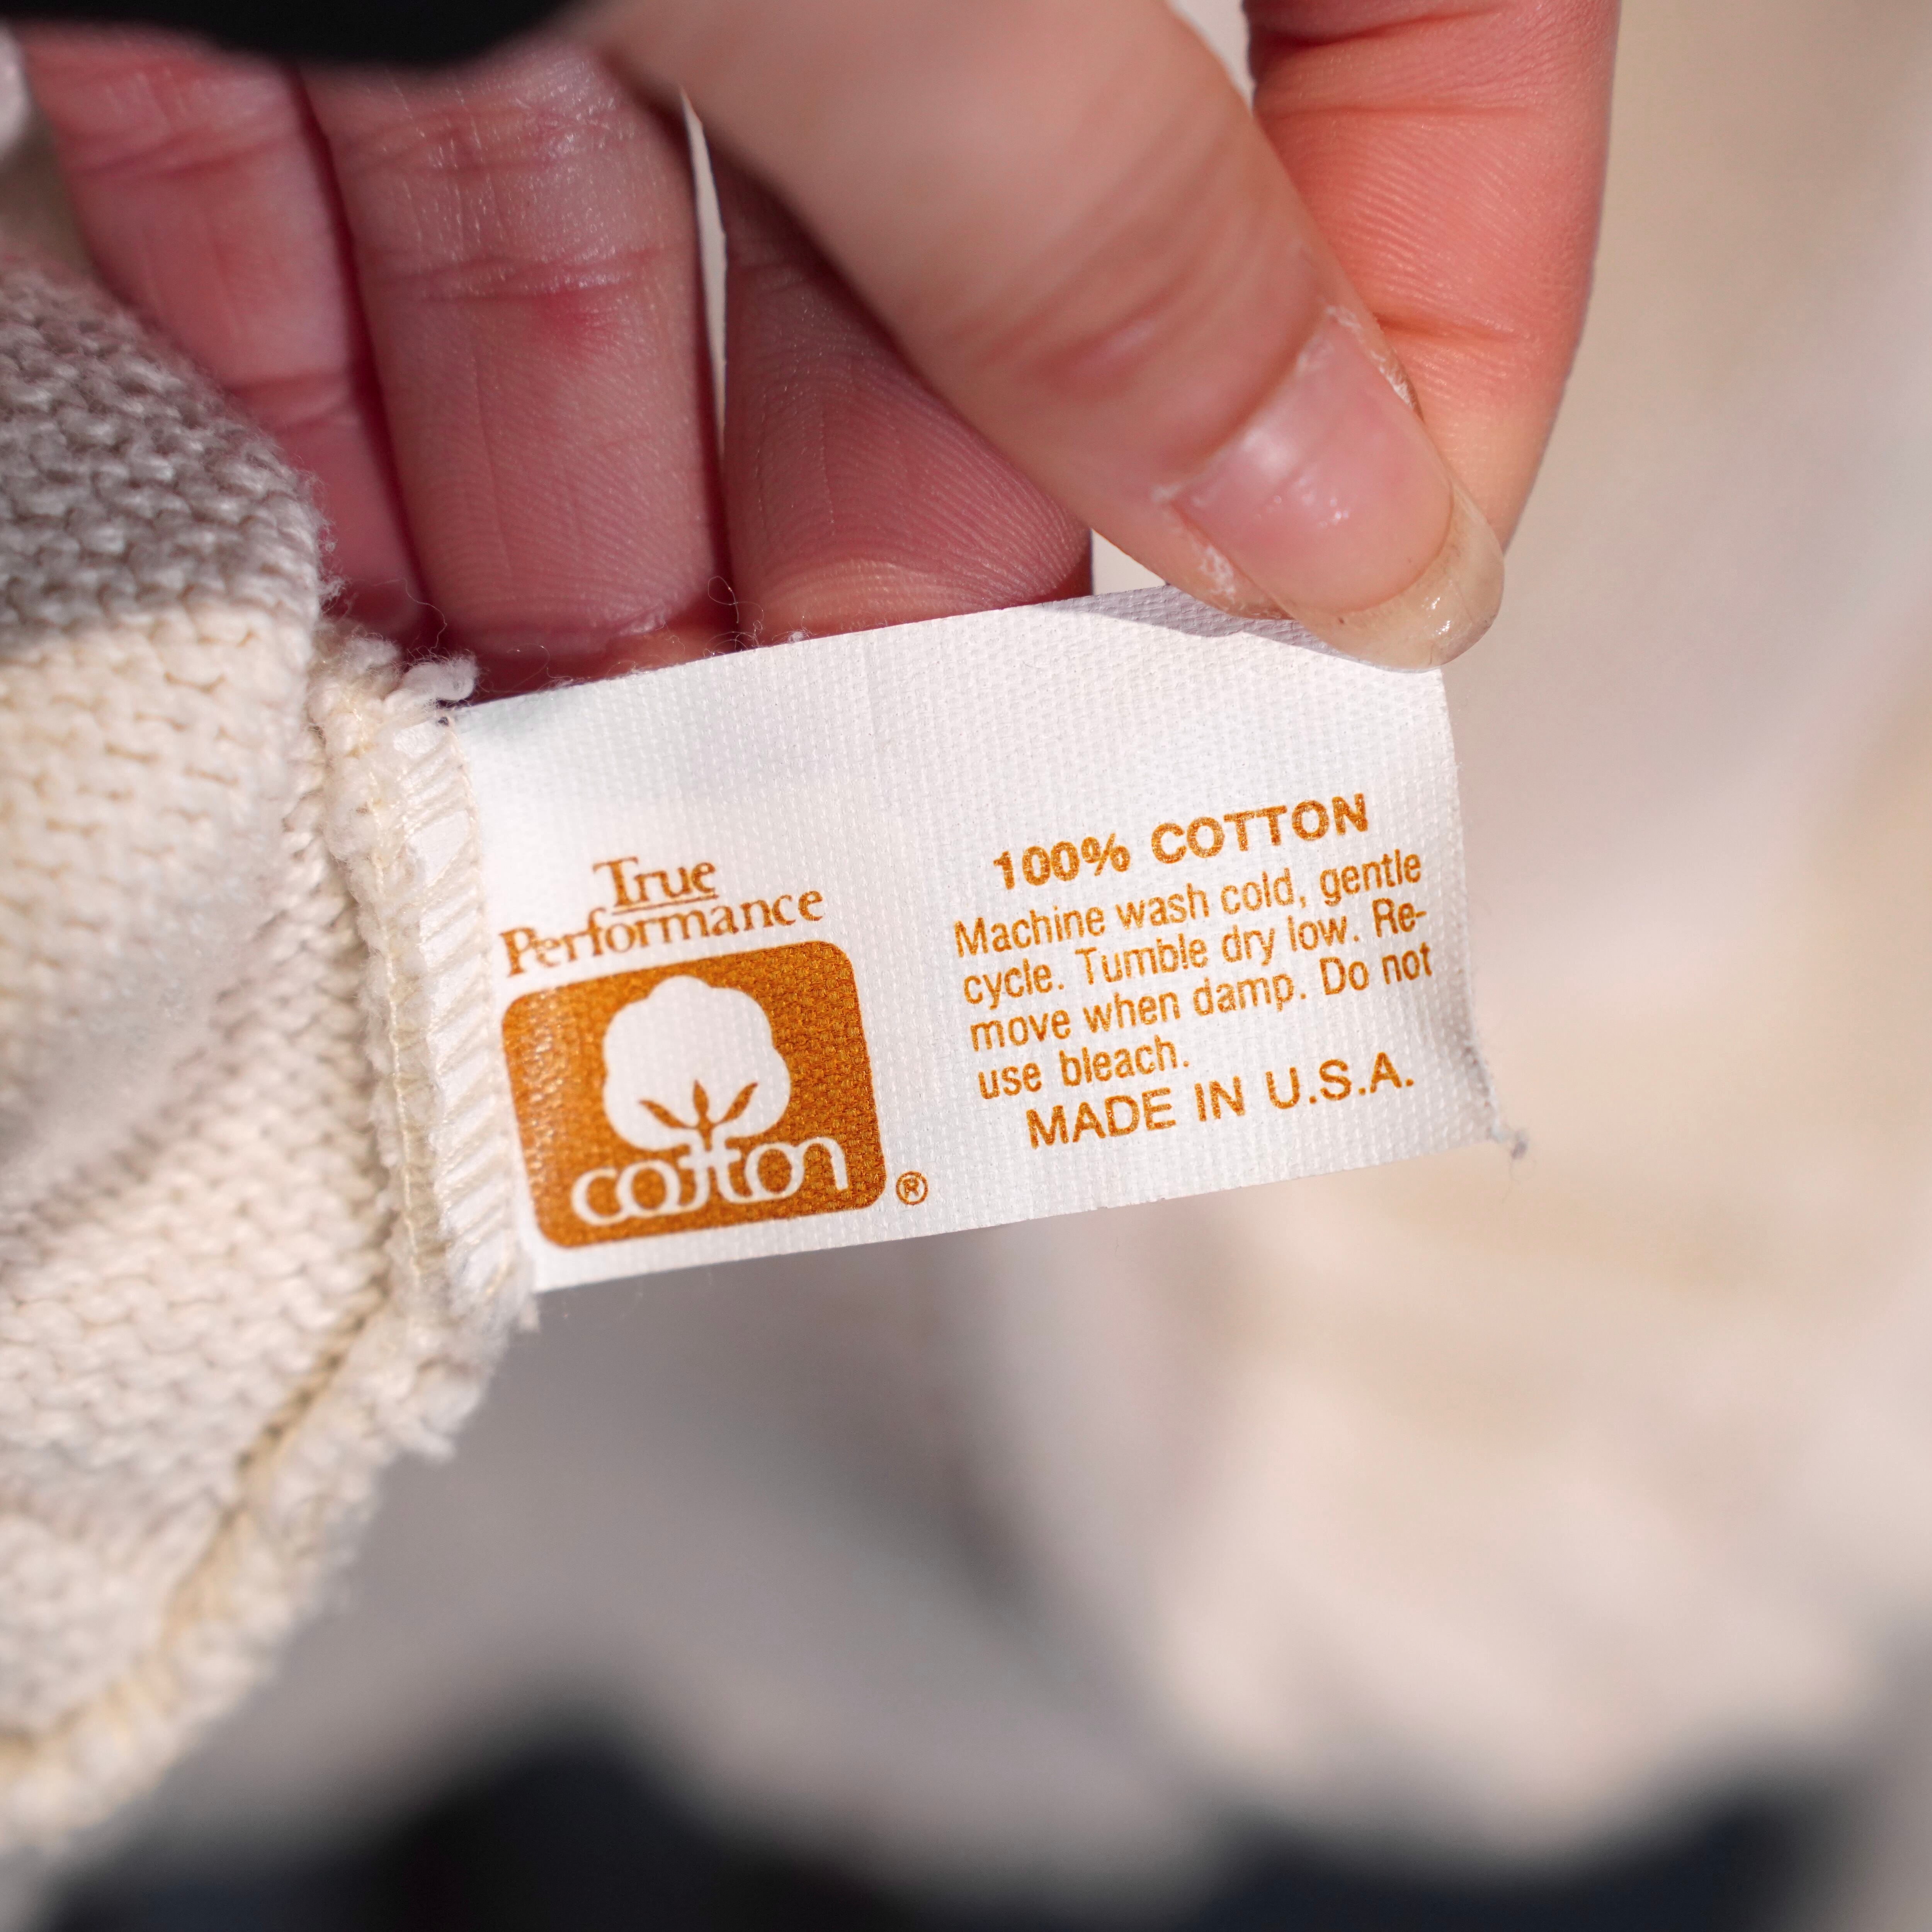 True
Performance
cotton
®
100% COTTON
Machine wash cold, gentle
cycle. Tumble dry low. Re-
move when damp. Do not
use bleach.
MADE IN U.S.A.